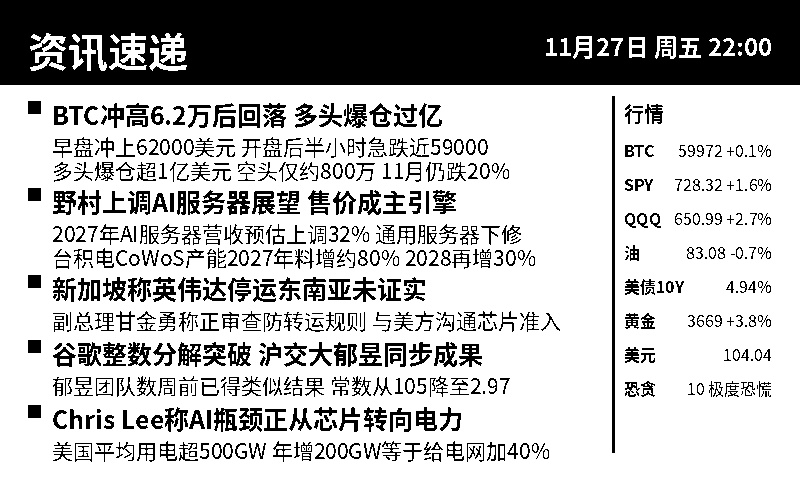 资讯速递
11月27日 周五 22:00
BTC冲高6.2万后回落 多头爆仓过亿
早盘冲上62000美元 开盘后半小时急跌近59000
多头爆仓超1亿美元 空头仅约800万 11月仍跌20%
野村上调AI服务器展望 售价成主引擎
2027年AI服务器营收预估上调32% 通用服务器下修
台积电CoWoS产能2027年料增约80% 2028再增30%
新加坡称英伟达停运东南亚未证实
副总理甘金勇称正审查防转运规则 与美方沟通芯片准入
谷歌整数分解突破 沪交大郁昱同步成果
郁昱团队数周前已得类似结果 常数从105降至2.97
Chris Lee称AI瓶颈正从芯片转向电力
美国平均用电超500GW 年增200GW等于给电网加40%
行情
BTC 59972 +0.1%
SPY 728.32 +1.6%
QQQ 650.99 +2.7%
油 83.08 -0.7%
美债10Y 4.94%
黄金 3669 +3.8%
美元 104.04
恐贪 10 极度恐慌